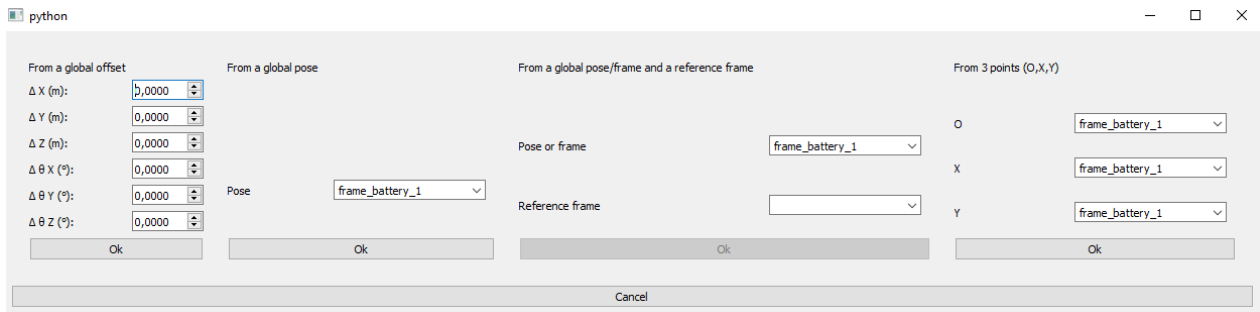 python
From a global offset
Δ X (m):
0,0000
Δ Y (m):
0,0000
Δ Z (m):
0,0000
Δ θ X (°):
0,0000
Δ θ Y (°):
0,0000
Δ θ Z (°):
0,0000
Ok
From a global pose
Pose
frame_battery_1
Ok
From a global pose/frame and a reference frame
Pose or frame
frame_battery_1
Reference frame
Ok
From 3 points (O,X,Y)
O
frame_battery_1
X
frame_battery_1
Y
frame_battery_1
Ok
Cancel